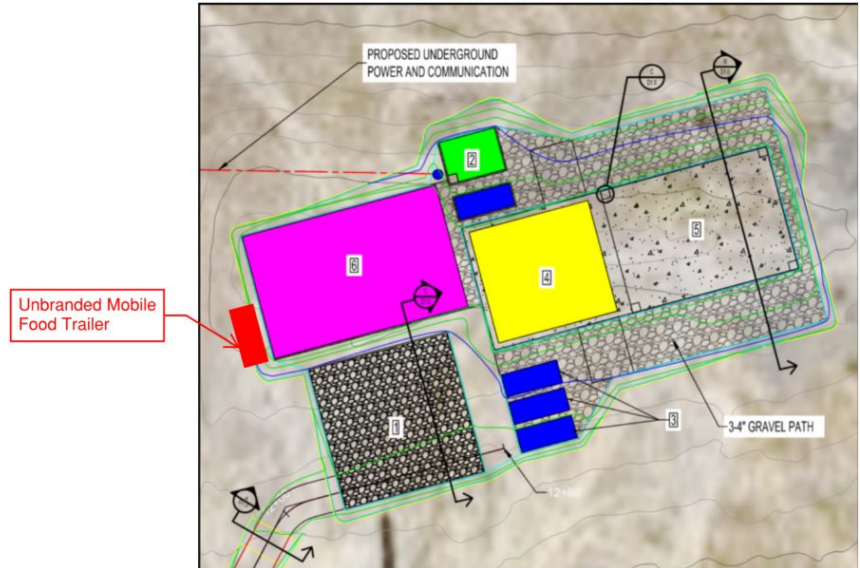 PROPOSED UNDERGROUND
POWER AND COMMUNICATION
2
5
6
4
Unbranded Mobile
Food Trailer
1
3
3-4" GRAVEL PATH
12+80